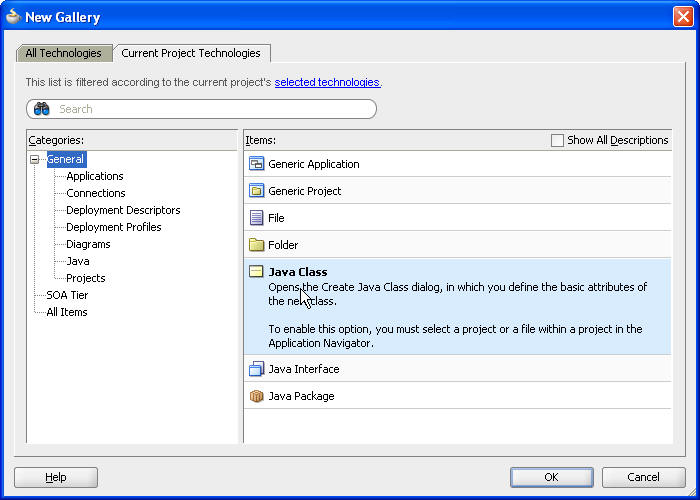 New Gallery
All Technologies
Current Project Technologies
This list is filtered according to the current project's selected technologies.
Search
Categories:
General
Applications
Connections
Deployment Descriptors
Deployment Profiles
Diagrams
Java
Projects
SOA Tier
All Items
Items:
Show All Descriptions
Generic Application
Generic Project
File
Folder
Java Class
Opens the Create Java Class dialog, in which you define the basic attributes of
the new class.
To enable this option, you must select a project or a file within a project in the
Application Navigator.
Java Interface
Java Package
Help
OK
Cancel